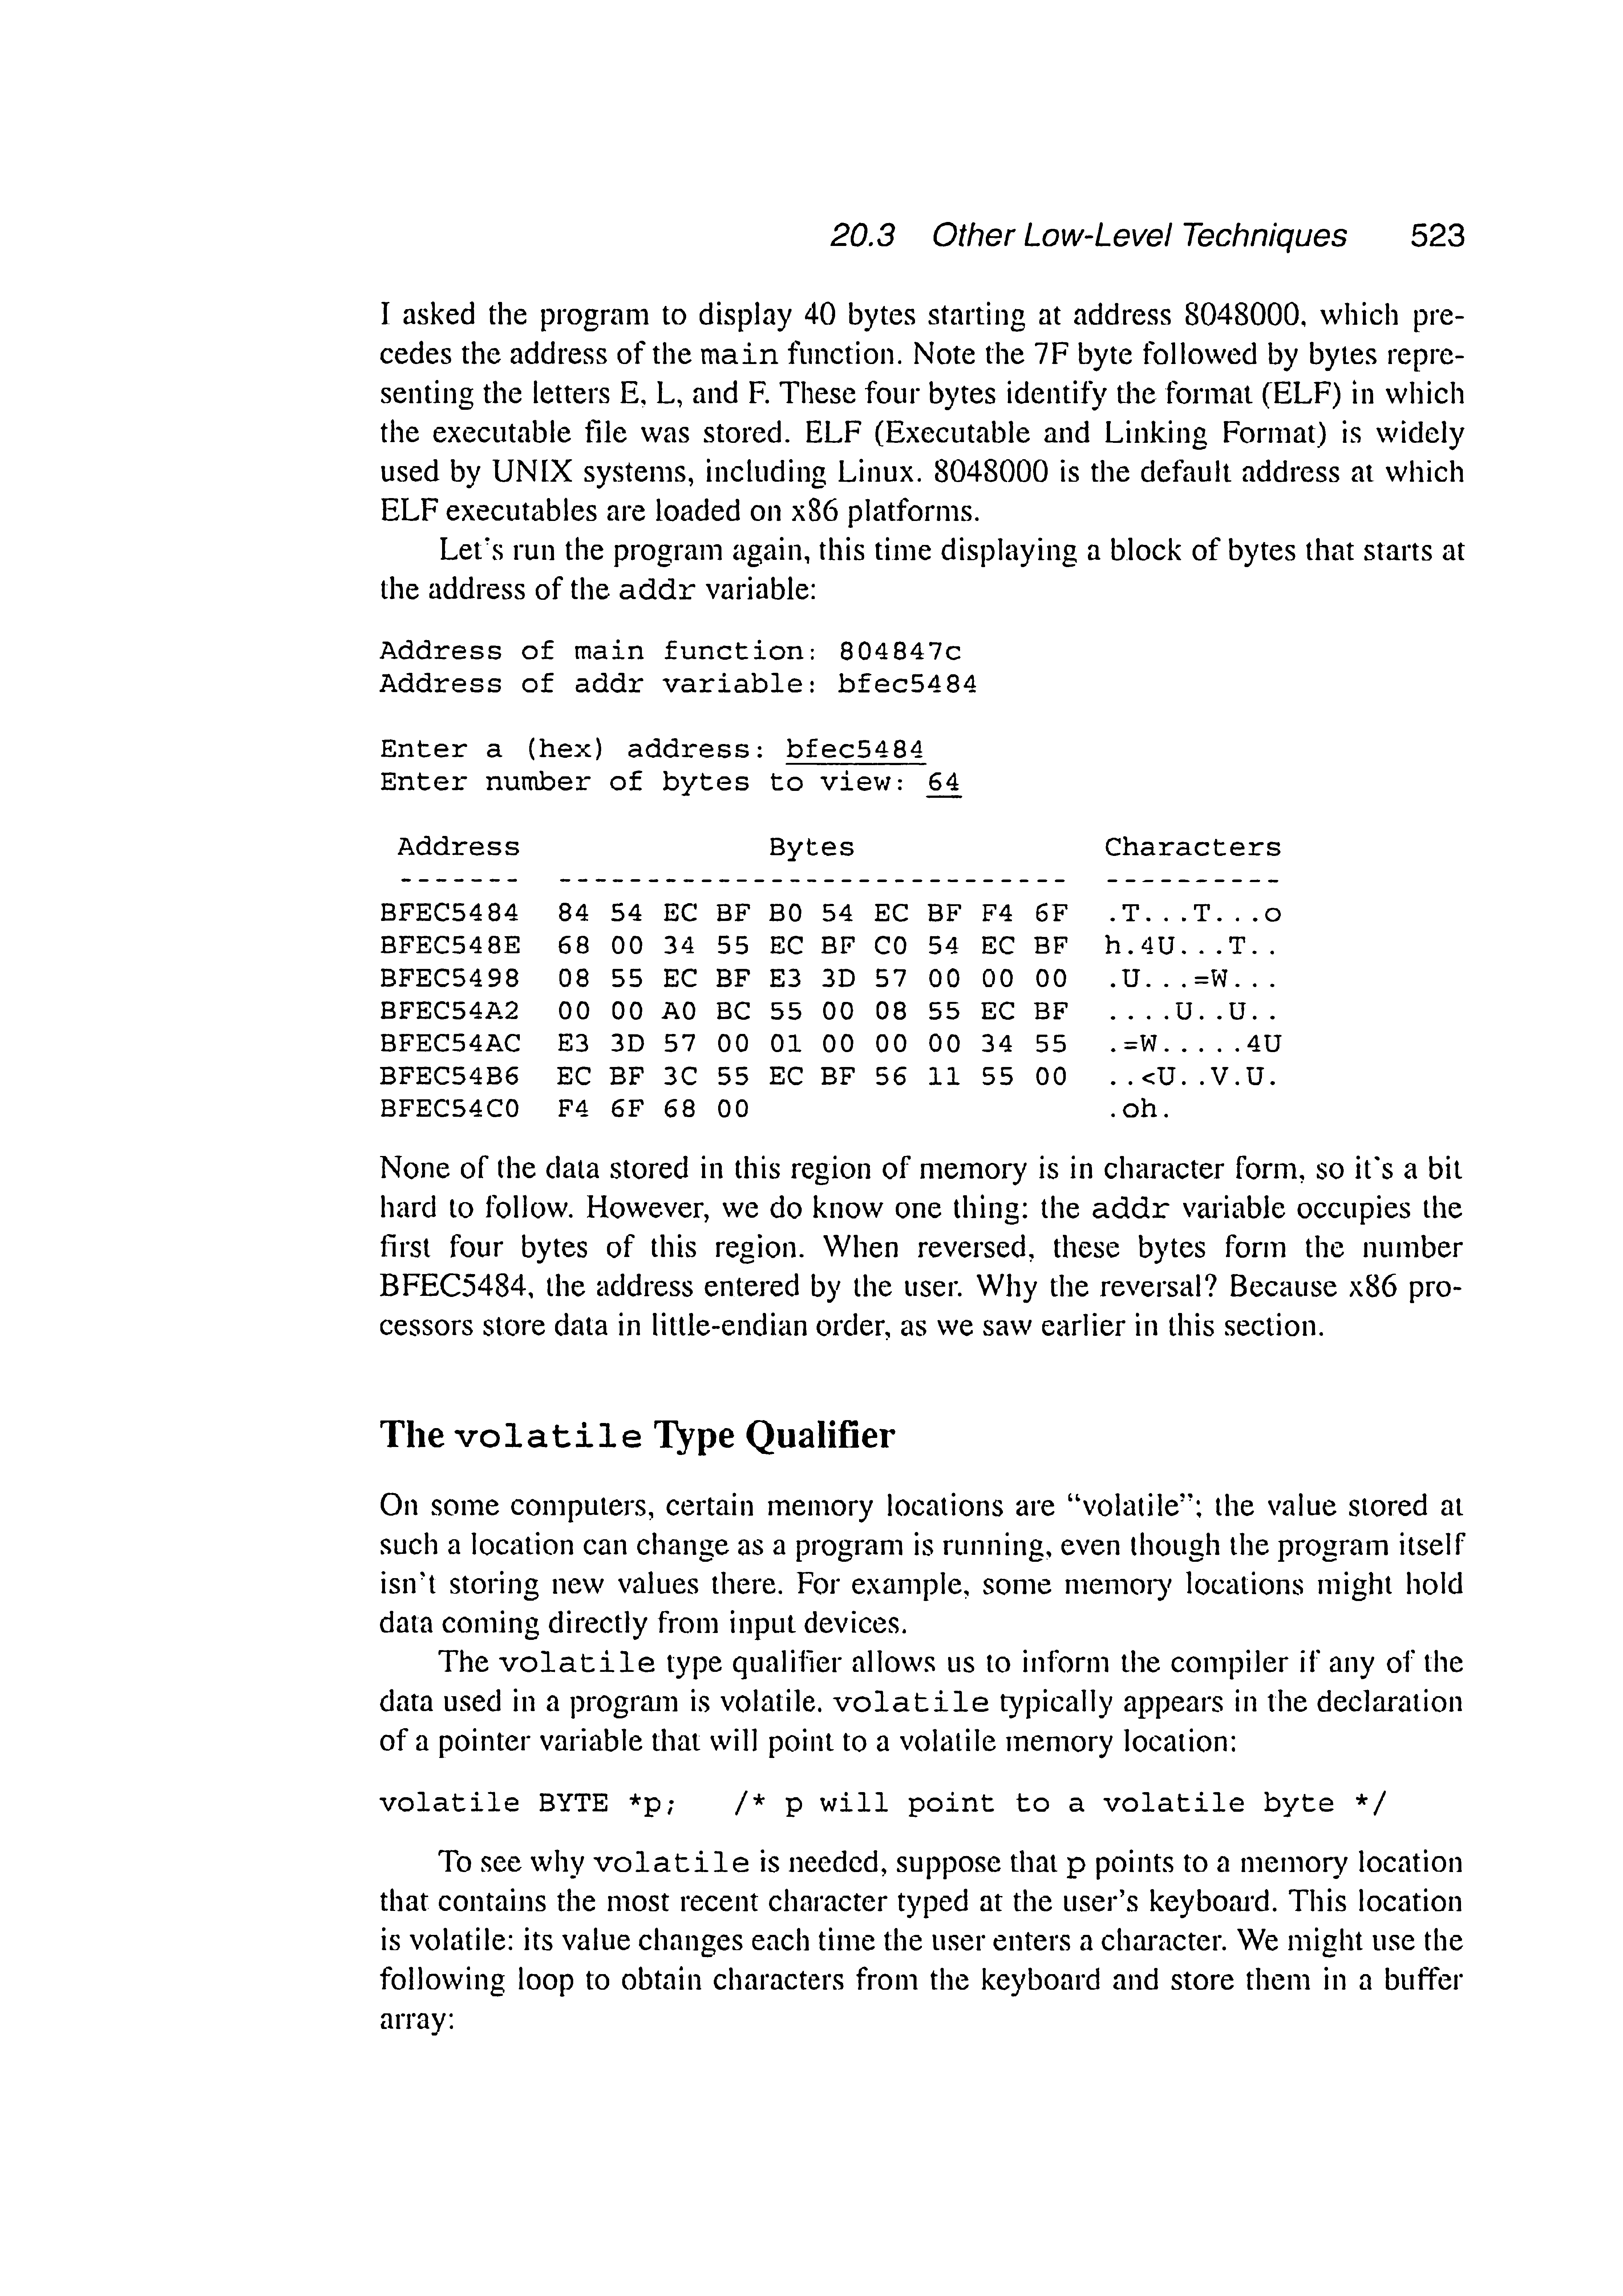 20.3 Other Low-Level Techniques 523
I asked the program to display 40 bytes starting at address 8048000, which pre-
cedes the address of the main function. Note the 7F byte followed by bytes repre-
senting the letters E, L, and F. These four bytes identify the format (ELF) in which
the executable file was stored. ELF (Executable and Linking Format) is widely
used by UNIX systems, including Linux. 8048000 is the default address at which
ELF executables are loaded on x86 platforms.
Let's run the program again, this time displaying a block of bytes that starts at
the address of the addr variable:
Address of main function: 804847c
Address of addr variable: bfec5484
Enter a (hex) address: bfec5484
Enter number of bytes to view: 64
Address Bytes Characters
------- ----------------------------- ----------
BFEC5484 84 54 EC BF B0 54 EC BF F4 6F .T...T...o
BFEC548E 68 00 34 55 EC BF C0 54 EC BF h.4U...T..
BFEC5498 08 55 EC BF E3 3D 57 00 00 00 .U...=W...
BFEC54A2 00 00 A0 BC 55 00 08 55 EC BF ....U..U..
BFEC54AC E3 3D 57 00 01 00 00 00 34 55 .=W.....4U
BFEC54B6 EC BF 3C 55 EC BF 56 11 55 00 ..<U..V.U.
BFEC54C0 F4 6F 68 00 .oh.
None of the data stored in this region of memory is in character form, so it's a bit
hard to follow. However, we do know one thing: the addr variable occupies the
first four bytes of this region. When reversed, these bytes form the number
BFEC5484, the address entered by the user. Why the reversal? Because x86 pro-
cessors store data in little-endian order, as we saw earlier in this section.
The volatile Type Qualifier
On some computers, certain memory locations are “volatile”; the value stored at
such a location can change as a program is running, even though the program itself
isn't storing new values there. For example, some memory locations might hold
data coming directly from input devices.
The volatile type qualifier allows us to inform the compiler if any of the
data used in a program is volatile. volatile typically appears in the declaration
of a pointer variable that will point to a volatile memory location:
volatile BYTE *p; /* p will point to a volatile byte */
To see why volatile is needed, suppose that p points to a memory location
that contains the most recent character typed at the user's keyboard. This location
is volatile: its value changes each time the user enters a character. We might use the
following loop to obtain characters from the keyboard and store them in a buffer
array: